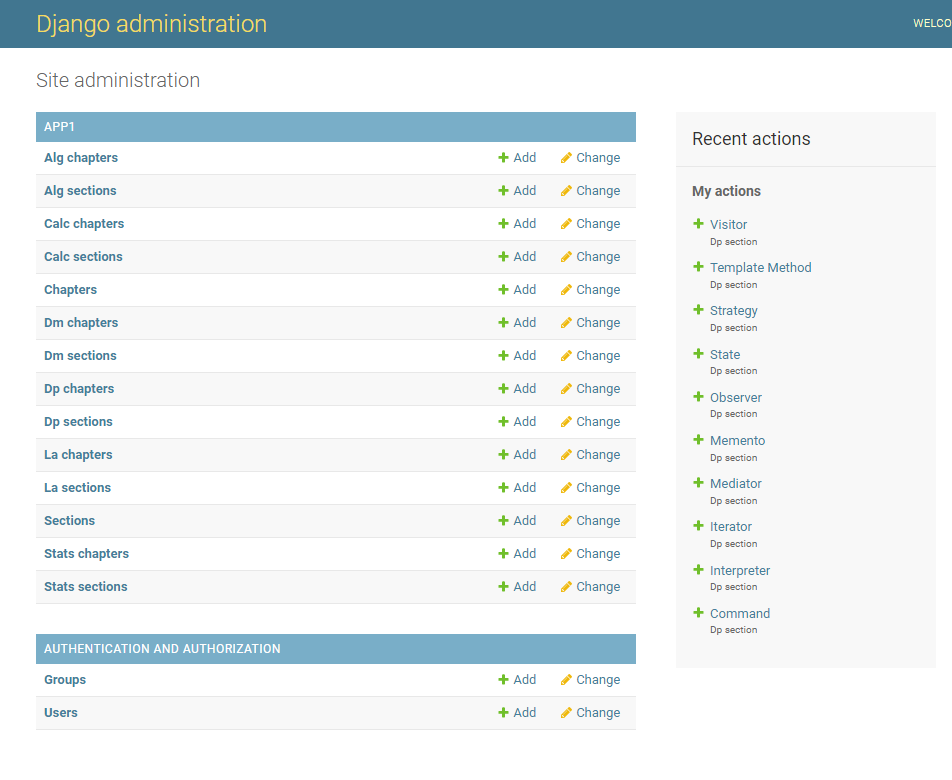 Django administration
WELCO
Site administration
APP1
Alg chapters Add Change
Alg sections Add Change
Calc chapters Add Change
Calc sections Add Change
Chapters Add Change
Dm chapters Add Change
Dm sections Add Change
Dp chapters Add Change
Dp sections Add Change
La chapters Add Change
La sections Add Change
Sections Add Change
Stats chapters Add Change
Stats sections Add Change
AUTHENTICATION AND AUTHORIZATION
Groups Add Change
Users Add Change
Recent actions
My actions
Visitor
Dp section
Template Method
Dp section
Strategy
Dp section
State
Dp section
Observer
Dp section
Memento
Dp section
Mediator
Dp section
Iterator
Dp section
Interpreter
Dp section
Command
Dp section